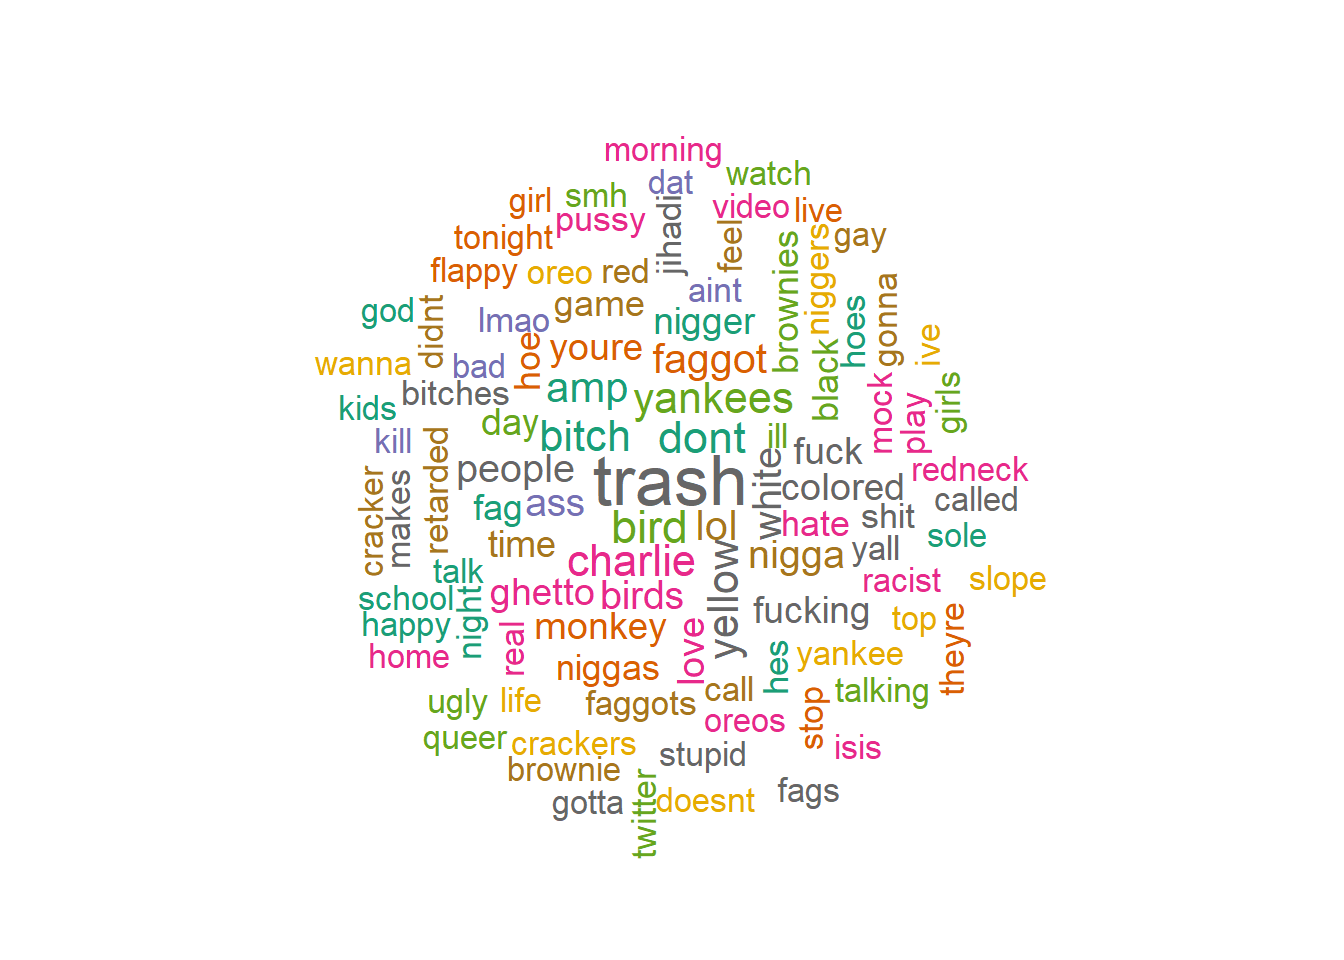 morning
watch
dat
smh
girl
pussy
video
live
jihadi
feel
tonight
gay
flappy
oreo
red
brownies
niggers
aint
game
god
didnt
lmao
nigger
hoes
gonna
ive
wanna
bad
hoe
youre
faggot
black
bitches
amp
yankees
mock
play
girls
kids
day
bitch
dont
ill
kill
fuck
retarded
people
trash
white
colored
redneck
cracker
makes
fag
ass
called
bird
lol
hate
shit
sole
time
charlie
yellow
nigga
yall
talk
racist
slope
school
night
ghetto
birds
fucking
top
happy
real
monkey
love
hes
yankee
theyre
home
niggas
ugly
life
faggots
call
talking
oreos
stop
queer
crackers
stupid
isis
brownie
gotta
twitter
doesnt
fags